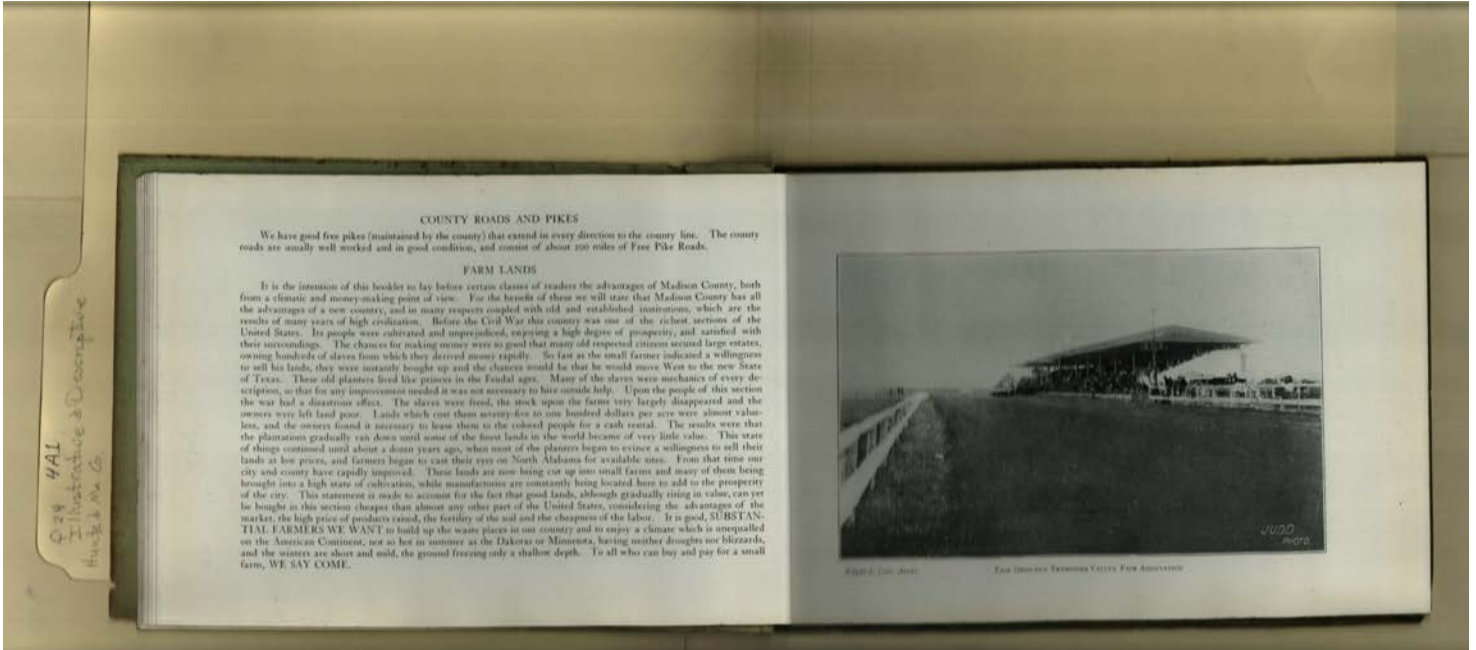 COUNTY ROADS AND PIKES
We have good free pikes (maintained by the county) that extend in every direction to the county line. The county
roads are usually well worked and in good condition, and consist of about 200 miles of Free Pike Roads.
FARM LANDS
It is the intention of this booklet to lay before certain classes of readers the advantages of Madison County, both
from a climatic and money-making point of view. For the benefit of these we will state that Madison County has all
the advantages of a new country, and in many respects coupled with old and established institutions, which are the
results of many years of high civilization. Before the Civil War this country was one of the richest sections of the
United States. Its people were cultivated and unprejudiced, enjoying a high degree of prosperity, and satisfied with
their surroundings. The chances for making money were so good that many old respected citizens secured large estates,
owning hundreds of slaves from which they derived money rapidly. So fast as the small farmer indicated a willingness
to sell his lands, they were instantly bought up and the chances would be that he would move West to the new State
of Texas. These old planters lived like princes in the Feudal ages. Many of the slaves were mechanics of every de-
scription, so that for any improvement needed it was not necessary to hire outside help. Upon the people of this section
the war had a disastrous effect. The slaves were freed, the stock upon the farms very largely disappeared and the
owners were left land poor. Lands which cost them seventy-five to one hundred dollars per acre were almost value-
less, and the owners found it necessary to lease them to the colored people for a cash rental. The results were that
the plantations gradually ran down until some of the finest lands in the world became of very little value. This state
of things continued until about a dozen years ago, when most of the planters began to evince a willingness to sell their
lands at low prices, and farmers began to cast their eyes on North Alabama for available sites. From that time our
city and county have rapidly improved. These lands are now being cut up into small farms and many of them being
brought into a high state of cultivation, while manufactories are constantly being located here to add to the prosperity
of the city. This statement is made to account for the fact that good lands, although gradually rising in value, can yet
be bought in this section cheaper than almost any other part of the United States, considering the advantages of the
market, the high price of products raised, the fertility of the soil and the cheapness of the labor. It is good, SUBSTAN-
TIAL FARMERS WE WANT to build up the waste places in our country and to enjoy a climate which is unequalled
on the American Continent, not so hot in summer as the Dakotas or Minnesota, having neither droughts nor blizzards,
and the winters are short and mild, the ground freezing only a shallow depth. To all who can buy and pay for a small
farm, WE SAY COME.
JUDD
PHOTO.
Fair Grounds Tennessee Valley Fair Association
4A1
Illustrative & Descriptive
Co.